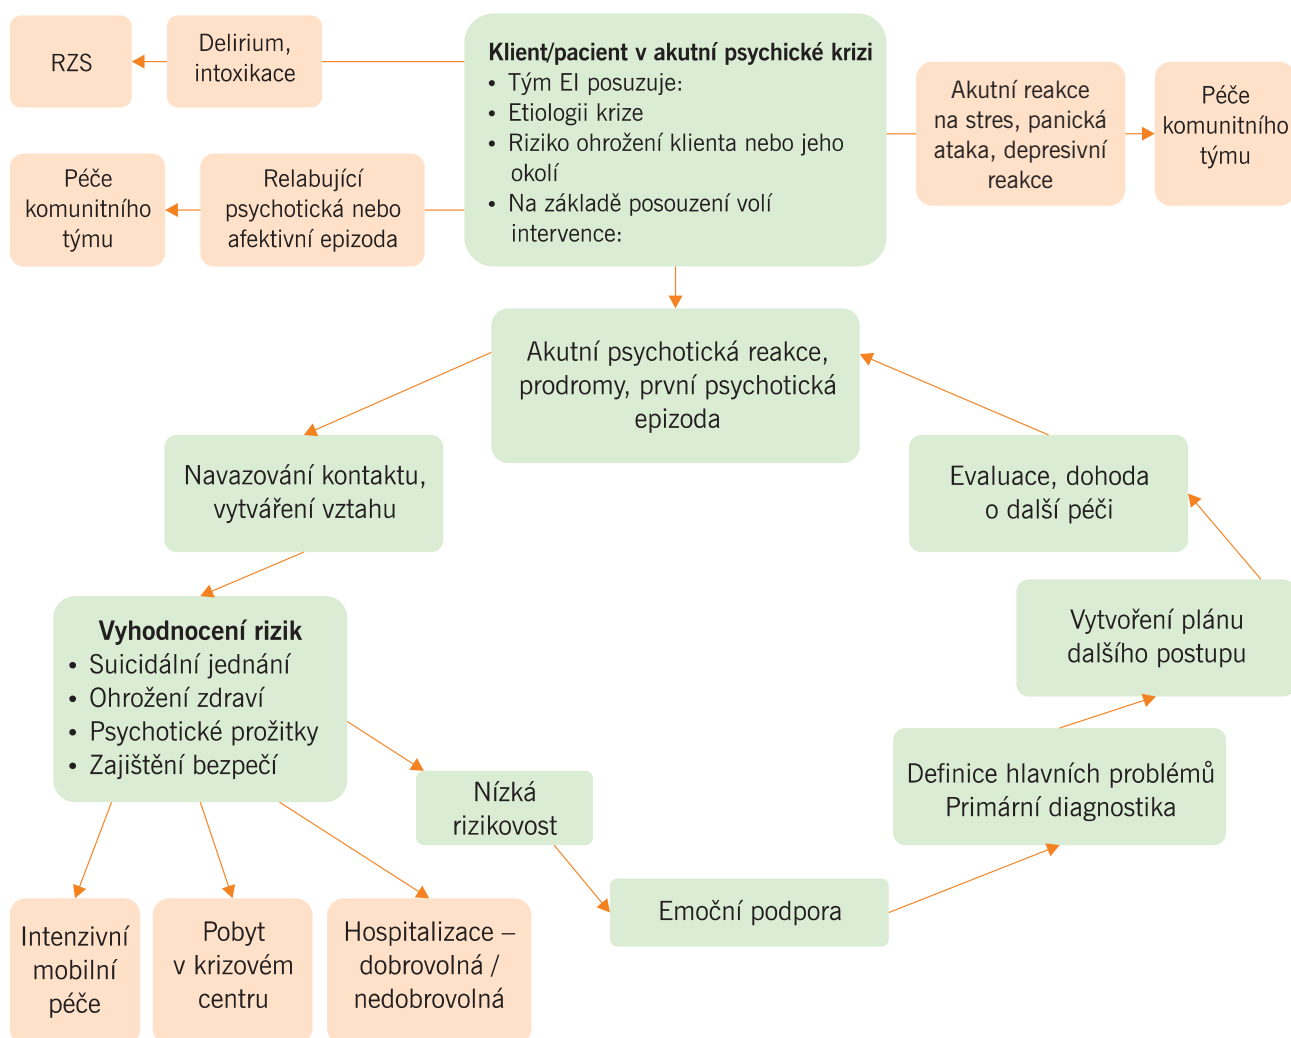 RZS
Delirium,
intoxikace
Klient/pacient v akutní psychické krizi
• Tým EI posuzuje:
• Etiologii krize
• Riziko ohrožení klienta nebo jeho
okolí
• Na základě posouzení volí
intervence:
Akutní reakce
na stres, panická
ataka, depresivní
reakce
Péče
komunitního
týmu
Péče
komunitního
týmu
Relabující
psychotická nebo
afektivní epizoda
Akutní psychotická reakce,
prodromy, první psychotická
epizoda
Navazování kontaktu,
vytváření vztahu
Evaluace, dohoda
o další péči
Vyhodnocení rizik
• Suicidální jednání
• Ohrožení zdraví
• Psychotické prožitky
• Zajištění bezpečí
Vytvoření plánu
dalšího postupu
Nízká
rizikovost
Definice hlavních problémů
Primární diagnostika
Emoční podpora
Intenzivní
mobilní
péče
Pobyt
v krizovém
centru
Hospitalizace –
dobrovolná /
nedobrovolná